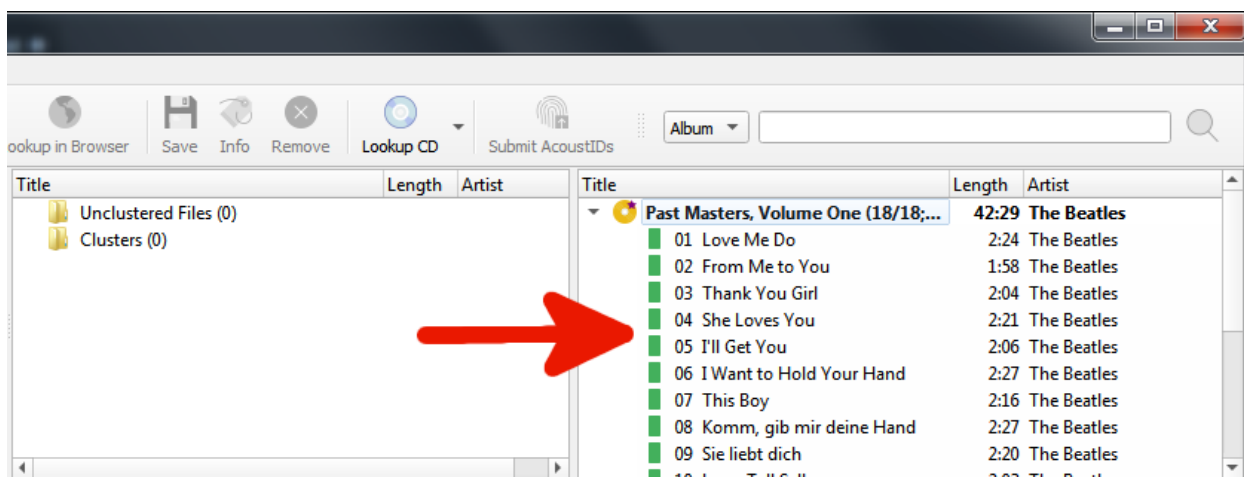 ookup in Browser Save Info Remove Lookup CD Submit AcoustIDs Album
Title Length Artist
Unclustered Files (0)
Clusters (0)
Title Length Artist
Past Masters, Volume One (18/18;... 42:29 The Beatles
01 Love Me Do 2:24 The Beatles
02 From Me to You 1:58 The Beatles
03 Thank You Girl 2:04 The Beatles
04 She Loves You 2:21 The Beatles
05 I'll Get You 2:06 The Beatles
06 I Want to Hold Your Hand 2:27 The Beatles
07 This Boy 2:16 The Beatles
08 Komm, gib mir deine Hand 2:27 The Beatles
09 Sie liebt dich 2:20 The Beatles